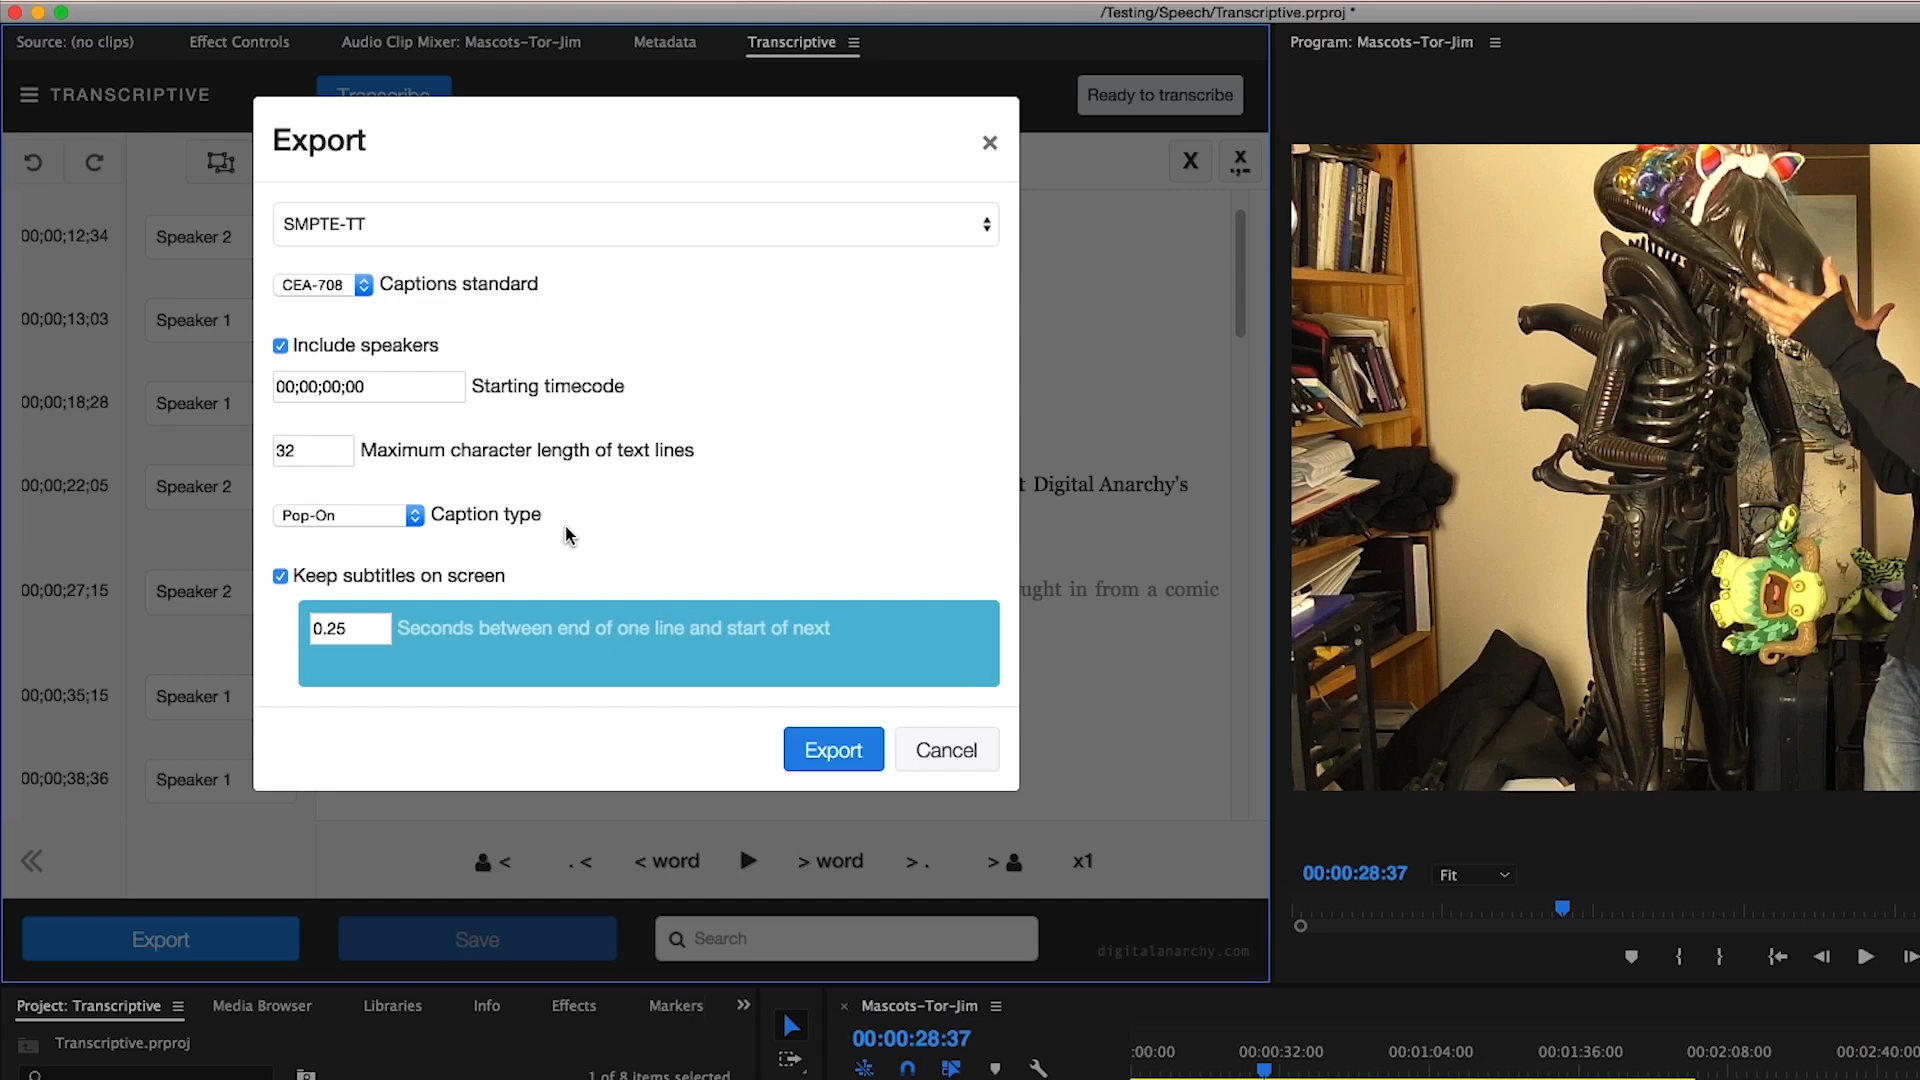 /Testing/Speech/Transcriptive.prproj *
Source: (no clips)
Effect Controls
Audio Clip Mixer: Mascots-Tor-Jim
Metadata
Transcriptive
Program: Mascots-Tor-Jim
TRANSCRIPTIVE
Transcribe
Ready to transcribe
Export
×
X
X
SMPTE-TT
CEA-708 Captions standard
Include speakers
00;00;00;00 Starting timecode
32 Maximum character length of text lines
Pop-On Caption type
Keep subtitles on screen
0.25 Seconds between end of one line and start of next
Export
Cancel
00;00;12;34 Speaker 2
00;00;13;03 Speaker 1
00;00;18;28 Speaker 1
00;00;22;05 Speaker 2
t Digital Anarchy's
00;00;27;15 Speaker 2
ught in from a comic
00;00;35;15 Speaker 1
00;00;38;36 Speaker 1
<
. <
< word
> word
> .
>
x1
00:00:28:37
Fit
Export
Save
Search
digitalanarchy.com
Project: Transcriptive
Media Browser
Libraries
Info
Effects
Markers
Transcriptive.prproj
1 of 8 items selected
× Mascots-Tor-Jim
00:00:28:37
:00:00
00:00:32:00
00:01:04:00
00:01:36:00
00:02:08:00
00:02:40:00